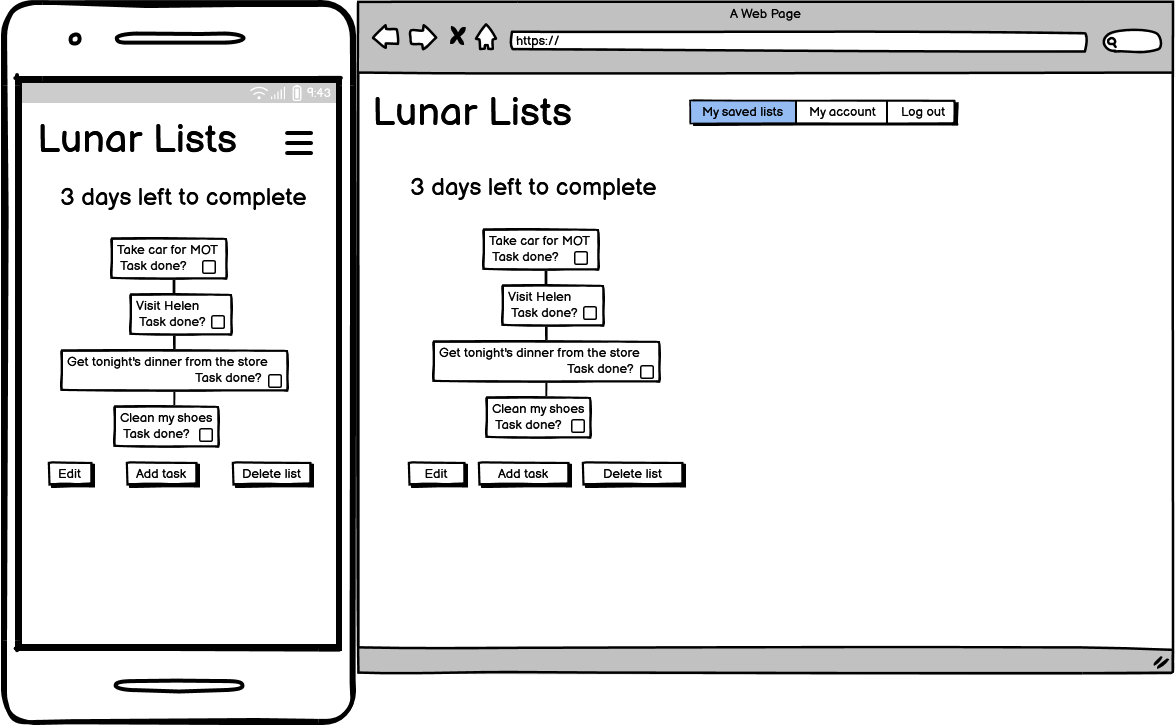 9:43
Lunar Lists
3 days left to complete
Take car for MOT
Task done?
Visit Helen
Task done?
Get tonight's dinner from the store
Task done?
Clean my shoes
Task done?
Edit Add task Delete list
A Web Page
https://
Lunar Lists My saved lists My account Log out
3 days left to complete
Take car for MOT
Task done?
Visit Helen
Task done?
Get tonight's dinner from the store
Task done?
Clean my shoes
Task done?
Edit Add task Delete list